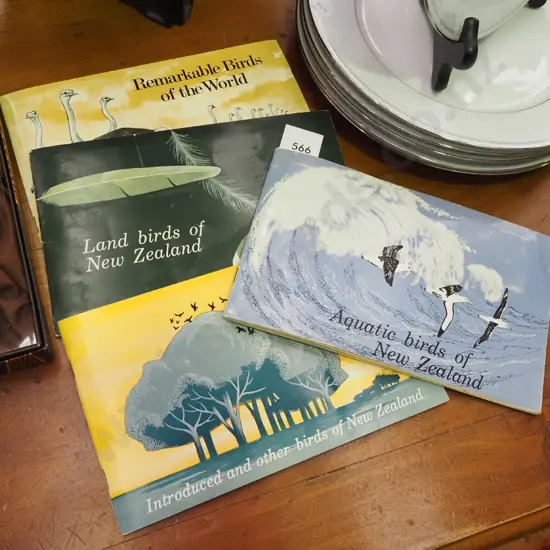 Remarkable Birds
of the World
566
Land birds of
New Zealand
Aquatic birds of
New Zealand
Introduced and other birds of New Zealand